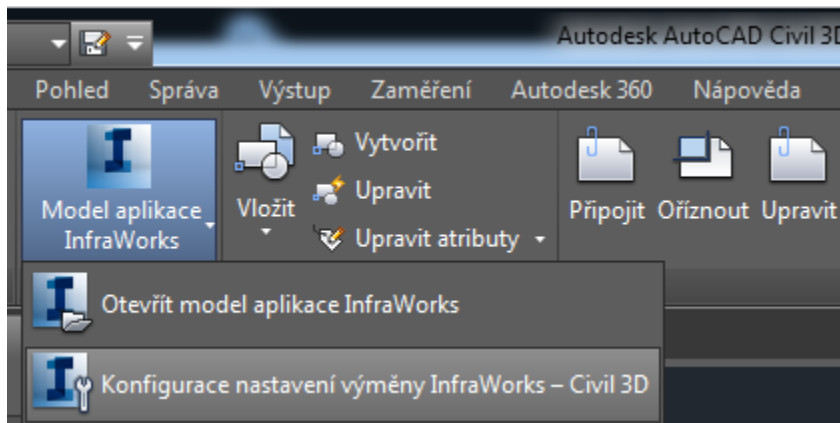 Autodesk AutoCAD Civil 3D
Pohled Správa Výstup Zaměření Autodesk 360 Nápověda
Model aplikace InfraWorks
Vložit
Vytvořit
Upravit
Upravit atributy
Připojit Oříznout Upravit
Otevřít model aplikace InfraWorks
Konfigurace nastavení výměny InfraWorks – Civil 3D